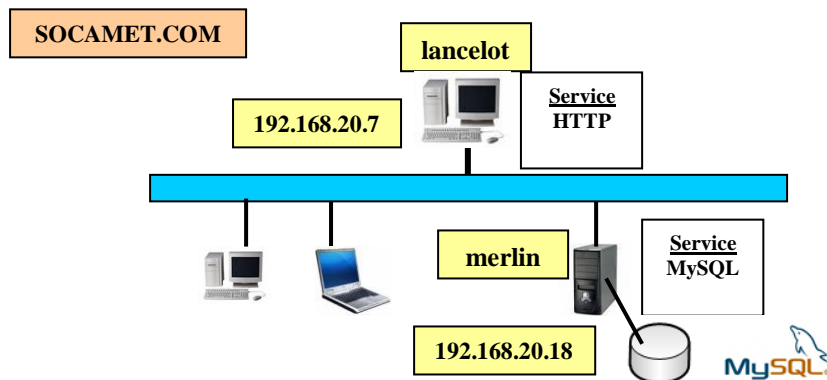 SOCAMET.COM
lancelot
Service
HTTP
192.168.20.7
merlin
Service
MySQL
192.168.20.18
MySQL